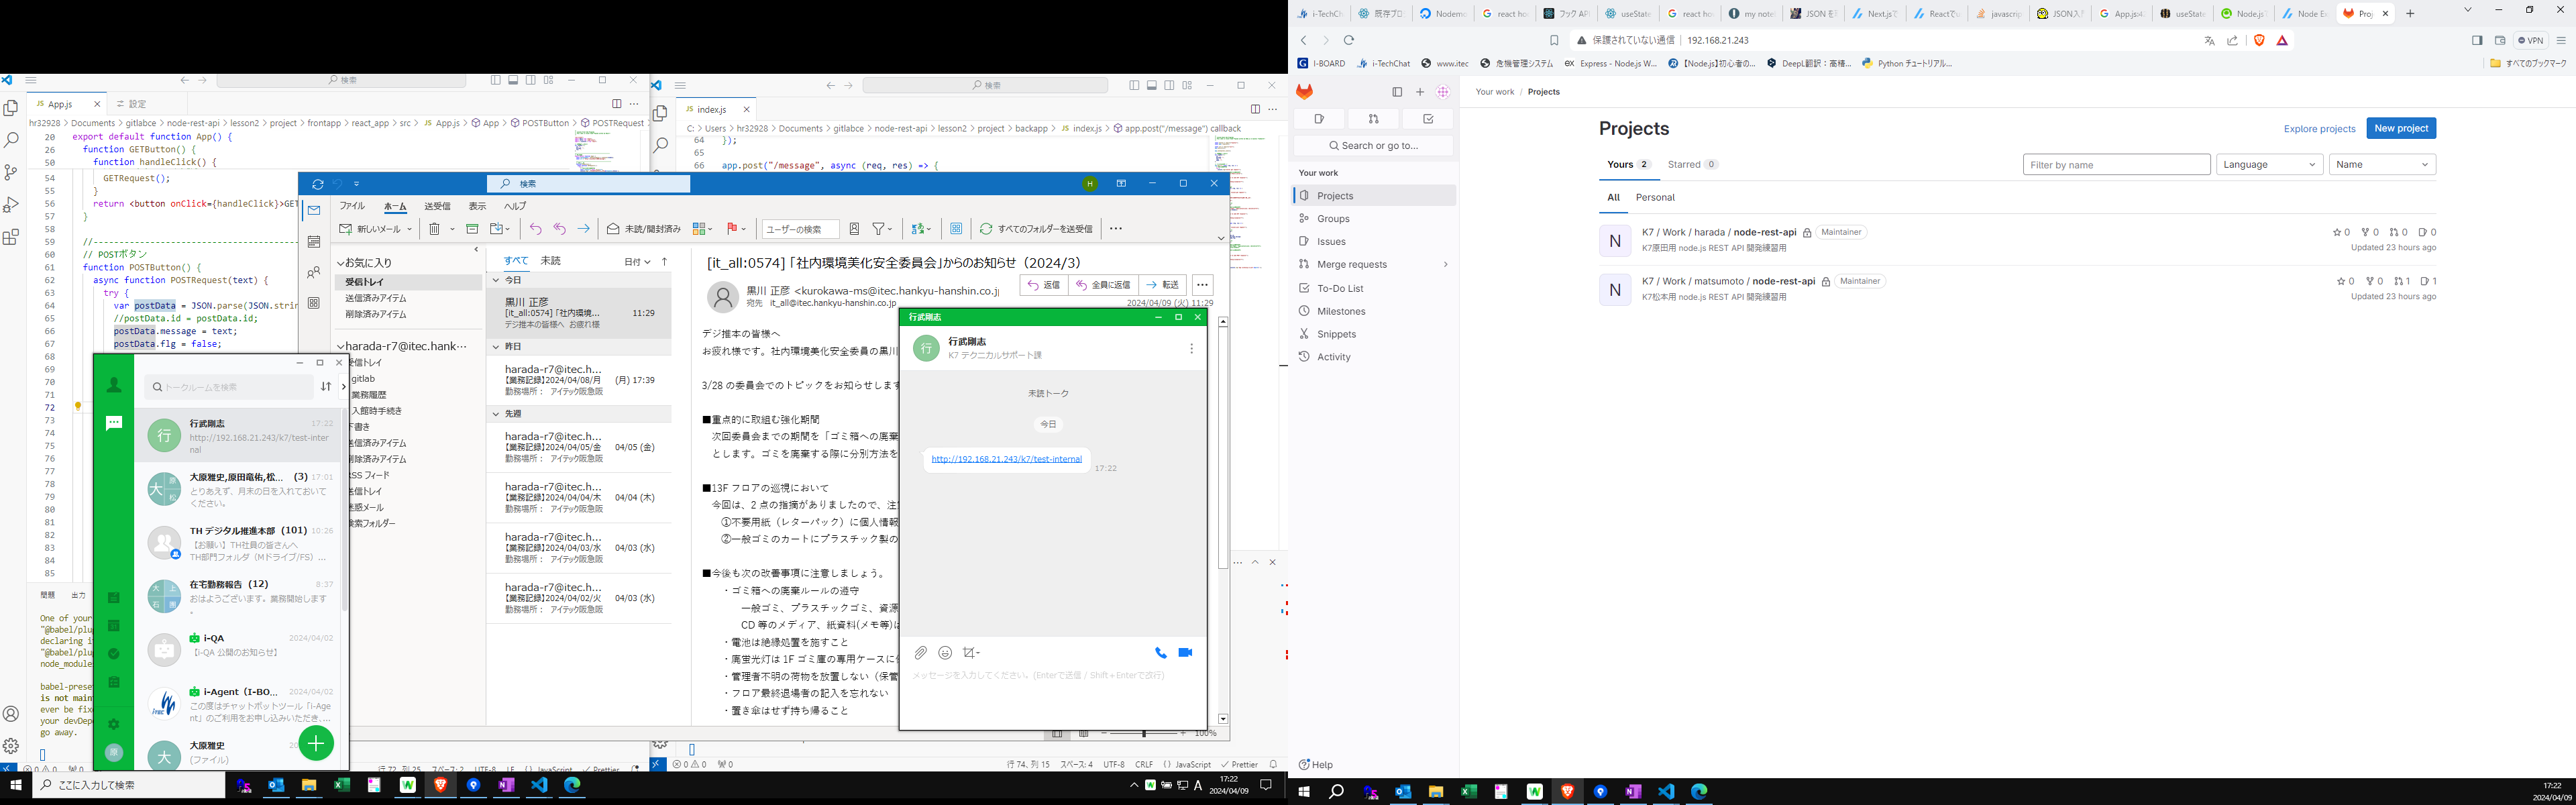 検索
App.js
設定
hr32928 > Documents > gitlabce > node-rest-api > lesson2 > project > frontapp > react_app > src > JS App.js > App > POSTButton > POSTRequest
20 export default function App() {
26 function GETButton() {
50 function handleClick() {
54 GETRequest();
55 }
56 return <button onClick={handleClick}>GET
57 }
58
59 //
60 // POSTボタン
61 function POSTButton() {
62 async function POSTRequest(text) {
63 try {
64 var postData = JSON.parse(JSON.strin
65 //postData.id = postData.id;
66 postData.message = text;
67 postData.flg = false;
68
69
70
71
72
73
74
75
76
77
78
79
80
81
82
83
84
85
問題 出力
One of your
"@babel/plu
declaring i
"@babel/plu
node_module
babel-prese
is not main
ever be fix
your devDep
go away.
行 72、列 25 スペース: 2 UTF-8 LF {} JavaScript Prettier
検索
JS index.js
C: > Users > hr32928 > Documents > gitlabce > node-rest-api > lesson2 > project > backapp > JS index.js > app.post("/message") callback
64 });
65
66 app.post("/message", async (req, res) => {
行 74、列 15 スペース: 4 UTF-8 CRLF {} JavaScript Prettier
検索
H
ファイル ホーム 送受信 表示 ヘルプ
新しいメール 未読/開封済み ユーザーの検索 すべてのフォルダーを送受信
お気に入り
受信トレイ
送信済みアイテム
削除済みアイテム
harada-r7@itec.hank...
受信トレイ
gitlab
業務履歴
入館時手続き
下書き
送信済みアイテム
削除済みアイテム
RSS フィード
送信トレイ
迷惑メール
検索フォルダー
すべて 未読 日付 ↑
今日
黒川 正彦
[it_all:0574] 「社内環境... 11:29
デジ推本の皆様へ お疲れ様
昨日
harada-r7@itec.h...
【業務記録】2024/04/08/月 (月) 17:39
勤務場所： アイテック阪急阪
先週
harada-r7@itec.h...
【業務記録】2024/04/05/金 04/05 (金)
勤務場所： アイテック阪急阪
harada-r7@itec.h...
【業務記録】2024/04/04/木 04/04 (木)
勤務場所： アイテック阪急阪
harada-r7@itec.h...
【業務記録】2024/04/03/水 04/03 (水)
勤務場所： アイテック阪急阪
harada-r7@itec.h...
【業務記録】2024/04/02/火 04/03 (水)
勤務場所： アイテック阪急阪
[it_all:0574] 「社内環境美化安全委員会」からのお知らせ（2024/3）
黒川 正彦 <kurokawa-ms@itec.hankyu-hanshin.co.jp
宛先 it_all@itec.hankyu-hanshin.co.jp
返信 全員に返信 転送
2024/04/09 (火) 11:29
デジ推本の皆様へ
お疲れ様です。社内環境美化安全委員の黒川
3/28 の委員会でのトピックをお知らせします
■重点的に取組む強化期間
次回委員会までの期間を「ゴミ箱への廃棄
とします。ゴミを廃棄する際に分別方法を
■13F フロアの巡視において
今回は、2 点の指摘がありましたので、注
①不要用紙（レターパック）に個人情報
②一般ゴミのカートにプラスチック製の
■今後も次の改善事項に注意しましょう。
・ゴミ箱への廃棄ルールの遵守
一般ゴミ、プラスチックゴミ、資源
CD 等のメディア、紙資料(メモ等)は
・電池は絶縁処置を施すこと
・廃蛍光灯は 1F ゴミ庫の専用ケースに
・管理者不明の荷物を放置しない（保管
・フロア最終退場者の記入を忘れない
・置き傘はせず持ち帰ること
100%
トークルームを検索
行武剛志 17:22
http://192.168.21.243/k7/test-inter
nal
大原雅史,原田竜佑,松... (3) 17:01
とりあえず、月末の日を入れておいて
ください。
TH デジタル推進本部 (101) 10:26
【お願い】TH社員の皆さんへ
TH部門フォルダ（Mドライブ/FS）...
在宅勤務報告 (12) 8:37
おはようございます。業務開始します
。
i-QA 2024/04/02
【i-QA 公開のお知らせ】
i-Agent（I-BO... 2024/04/02
この度はチャットボットツール「i-Age
nt」のご利用をお申し込みいただき、...
大原雅史
(ファイル)
行武剛志
行 行武剛志
K7 テクニカルサポート課
未読トーク
今日
http://192.168.21.243/k7/test-internal 17:22
メッセージを入力してください。(Enterで送信 / Shift+Enterで改行)
ここに入力して検索
17:22
2024/04/09
i-TechC 既存プロ Nodemo react ho フック API useState react ho my note JSON を Next.jsで Reactでu javascrip JSON入 App.js:4 useState Node.js Node E Proj
保護されていない通信 192.168.21.243 VPN
I-BOARD i-TechChat www.itec 危機管理システム Express - Node.js W... 【Node.js】初心者の... DeepL翻訳：高精... Python チュートリアル... すべてのブックマーク
Search or go to...
Your work
Projects
Groups
Issues
Merge requests
To-Do List
Milestones
Snippets
Activity
Help
Your work / Projects
Projects
Explore projects New project
Yours 2 Starred 0 Filter by name Language Name
All Personal
N K7 / Work / harada / node-rest-api Maintainer 0 0 0 0
K7原田用 node.js REST API 開発練習用 Updated 23 hours ago
N K7 / Work / matsumoto / node-rest-api Maintainer 0 0 1 1
K7松本用 node.js REST API 開発練習用 Updated 23 hours ago
17:22
2024/04/09